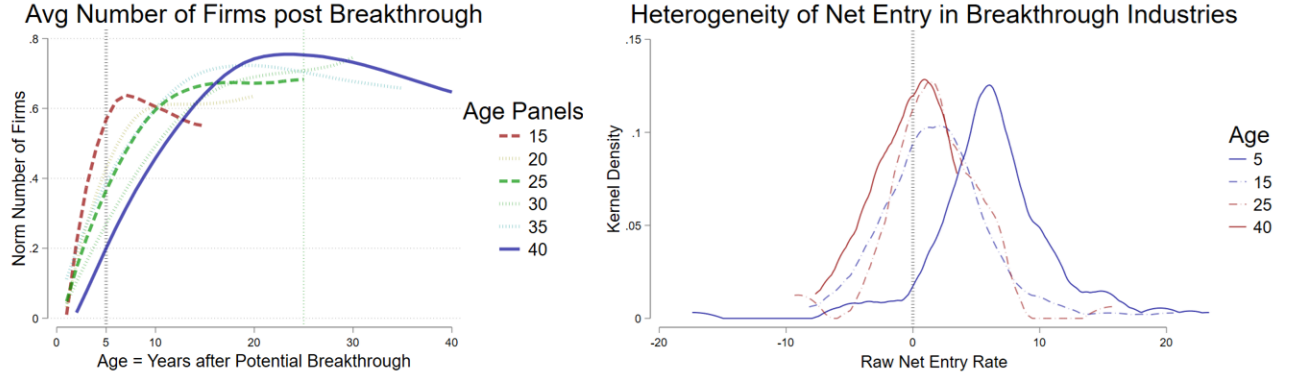 Avg Number of Firms post Breakthrough
Norm Number of Firms
.8
.6
.4
.2
0
0 5 10 20 30 40
Age = Years after Potential Breakthrough
Age Panels
15
20
25
30
35
40
Heterogeneity of Net Entry in Breakthrough Industries
Kernel Density
.15
.1
.05
0
-20 -10 0 10 20
Raw Net Entry Rate
Age
5
15
25
40